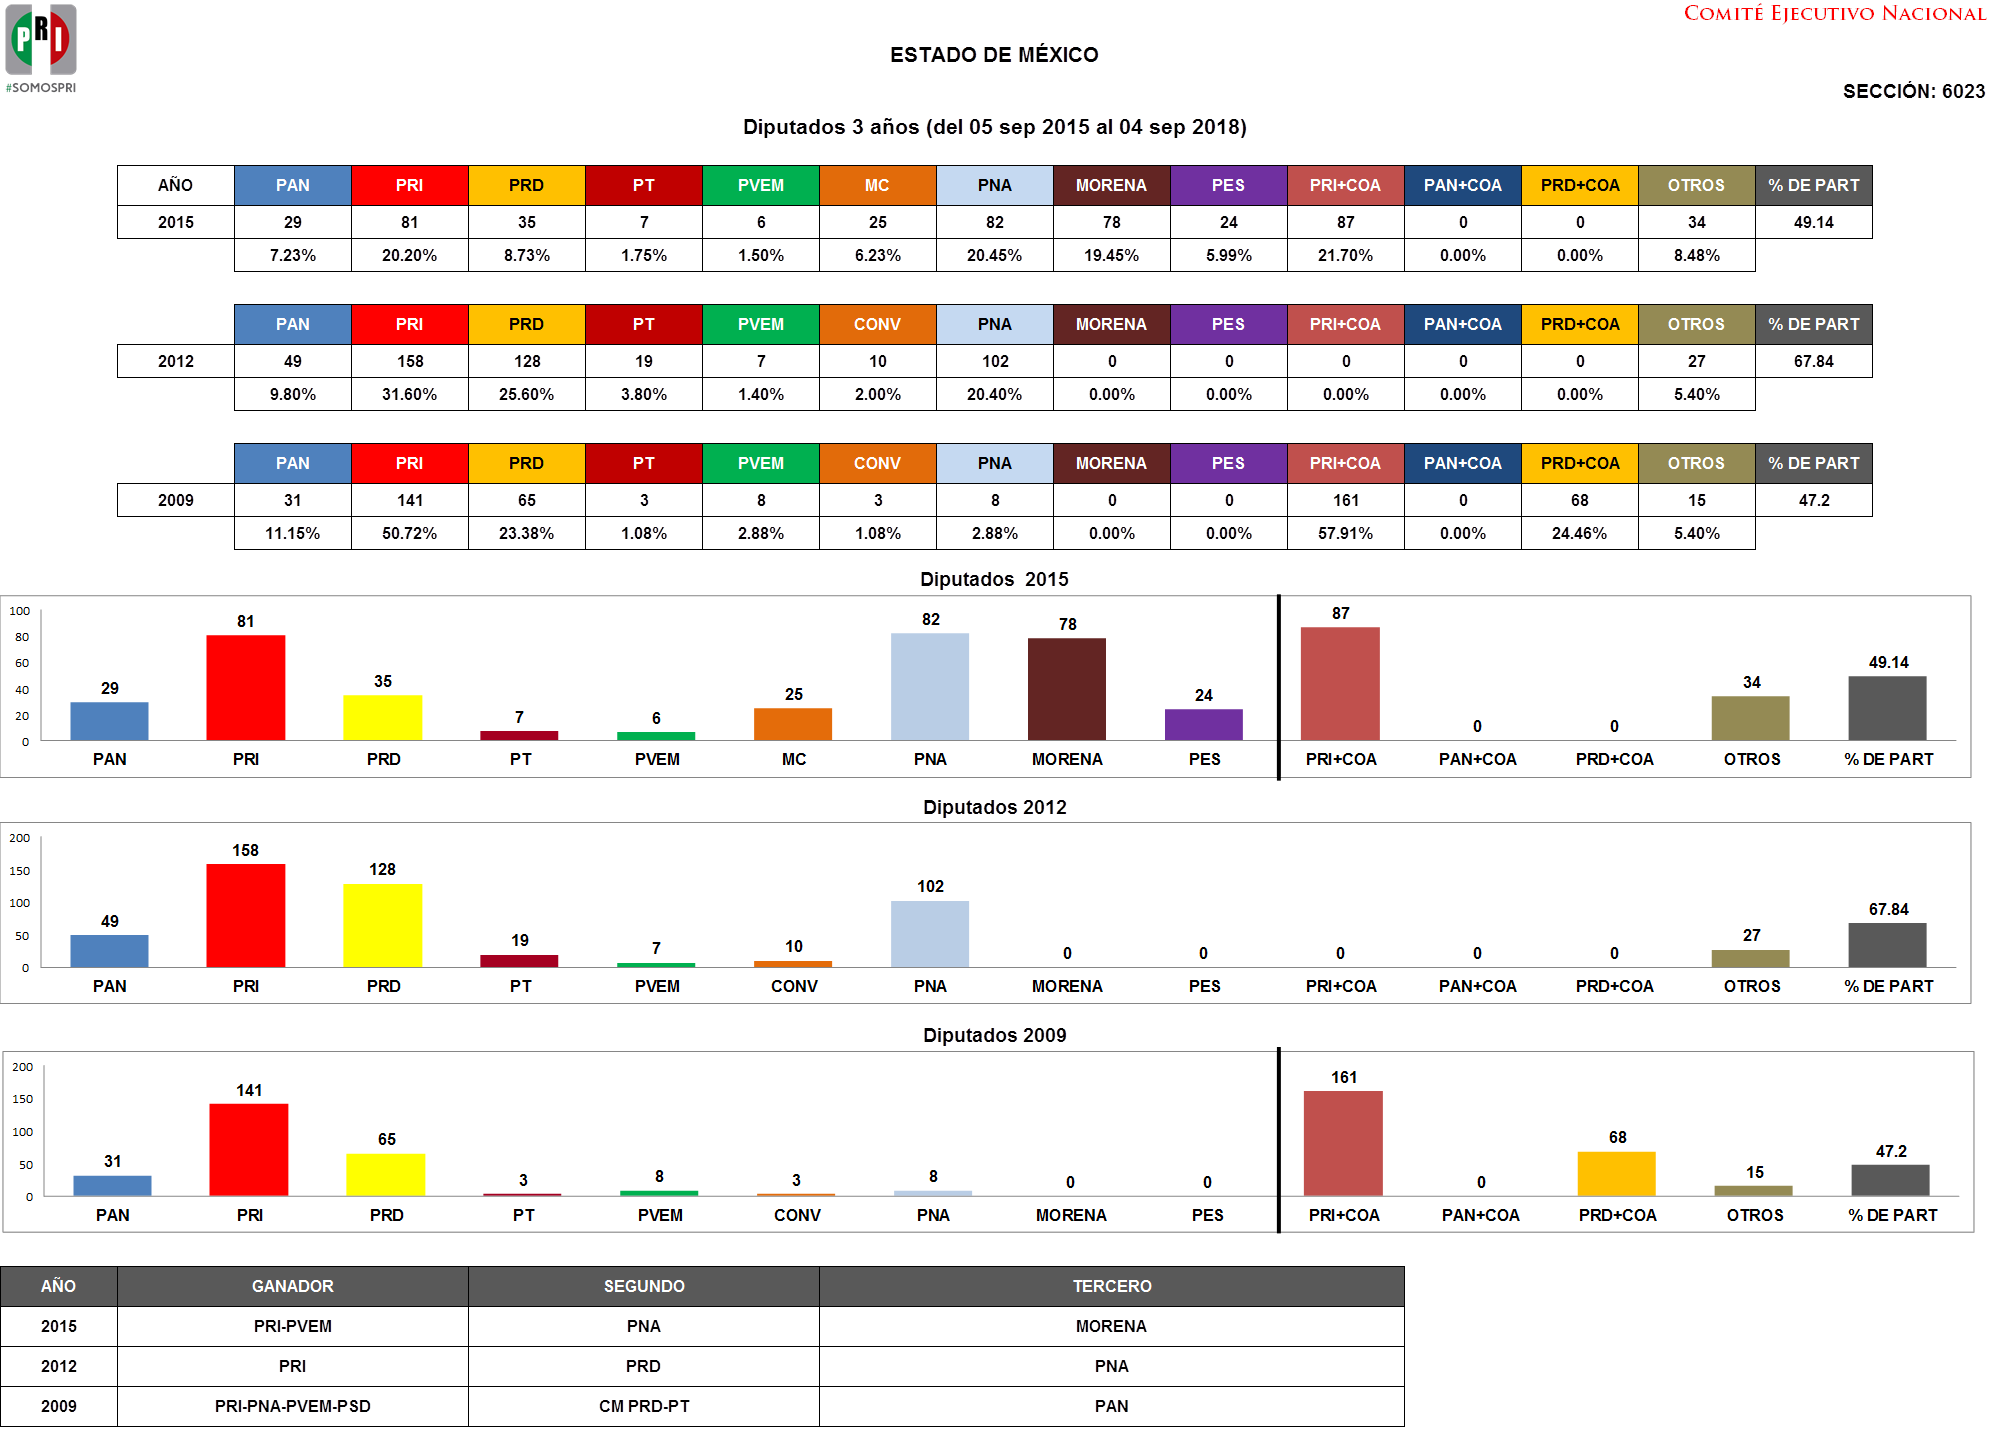 PRI
#SOMOSPRI
COMITÉ EJECUTIVO NACIONAL
ESTADO DE MÉXICO
SECCIÓN: 6023
Diputados 3 años (del 05 sep 2015 al 04 sep 2018)
AÑO PAN PRI PRD PT PVEM MC PNA MORENA PES PRI+COA PAN+COA PRD+COA OTROS % DE PART
2015 29 81 35 7 6 25 82 78 24 87 0 0 34 49.14
7.23% 20.20% 8.73% 1.75% 1.50% 6.23% 20.45% 19.45% 5.99% 21.70% 0.00% 0.00% 8.48%
PAN PRI PRD PT PVEM CONV PNA MORENA PES PRI+COA PAN+COA PRD+COA OTROS % DE PART
2012 49 158 128 19 7 10 102 0 0 0 0 0 27 67.84
9.80% 31.60% 25.60% 3.80% 1.40% 2.00% 20.40% 0.00% 0.00% 0.00% 0.00% 0.00% 5.40%
PAN PRI PRD PT PVEM CONV PNA MORENA PES PRI+COA PAN+COA PRD+COA OTROS % DE PART
2009 31 141 65 3 8 3 8 0 0 161 0 68 15 47.2
11.15% 50.72% 23.38% 1.08% 2.88% 1.08% 2.88% 0.00% 0.00% 57.91% 0.00% 24.46% 5.40%
Diputados 2015
100
80
60
40
20
0
29 81 35 7 6 25 82 78 24 87 0 0 34 49.14
PAN PRI PRD PT PVEM MC PNA MORENA PES PRI+COA PAN+COA PRD+COA OTROS % DE PART
Diputados 2012
200
150
100
50
0
49 158 128 19 7 10 102 0 0 0 0 0 27 67.84
PAN PRI PRD PT PVEM CONV PNA MORENA PES PRI+COA PAN+COA PRD+COA OTROS % DE PART
Diputados 2009
200
150
100
50
0
31 141 65 3 8 3 8 0 0 161 0 68 15 47.2
PAN PRI PRD PT PVEM CONV PNA MORENA PES PRI+COA PAN+COA PRD+COA OTROS % DE PART
AÑO GANADOR SEGUNDO TERCERO
2015 PRI-PVEM PNA MORENA
2012 PRI PRD PNA
2009 PRI-PNA-PVEM-PSD CM PRD-PT PAN